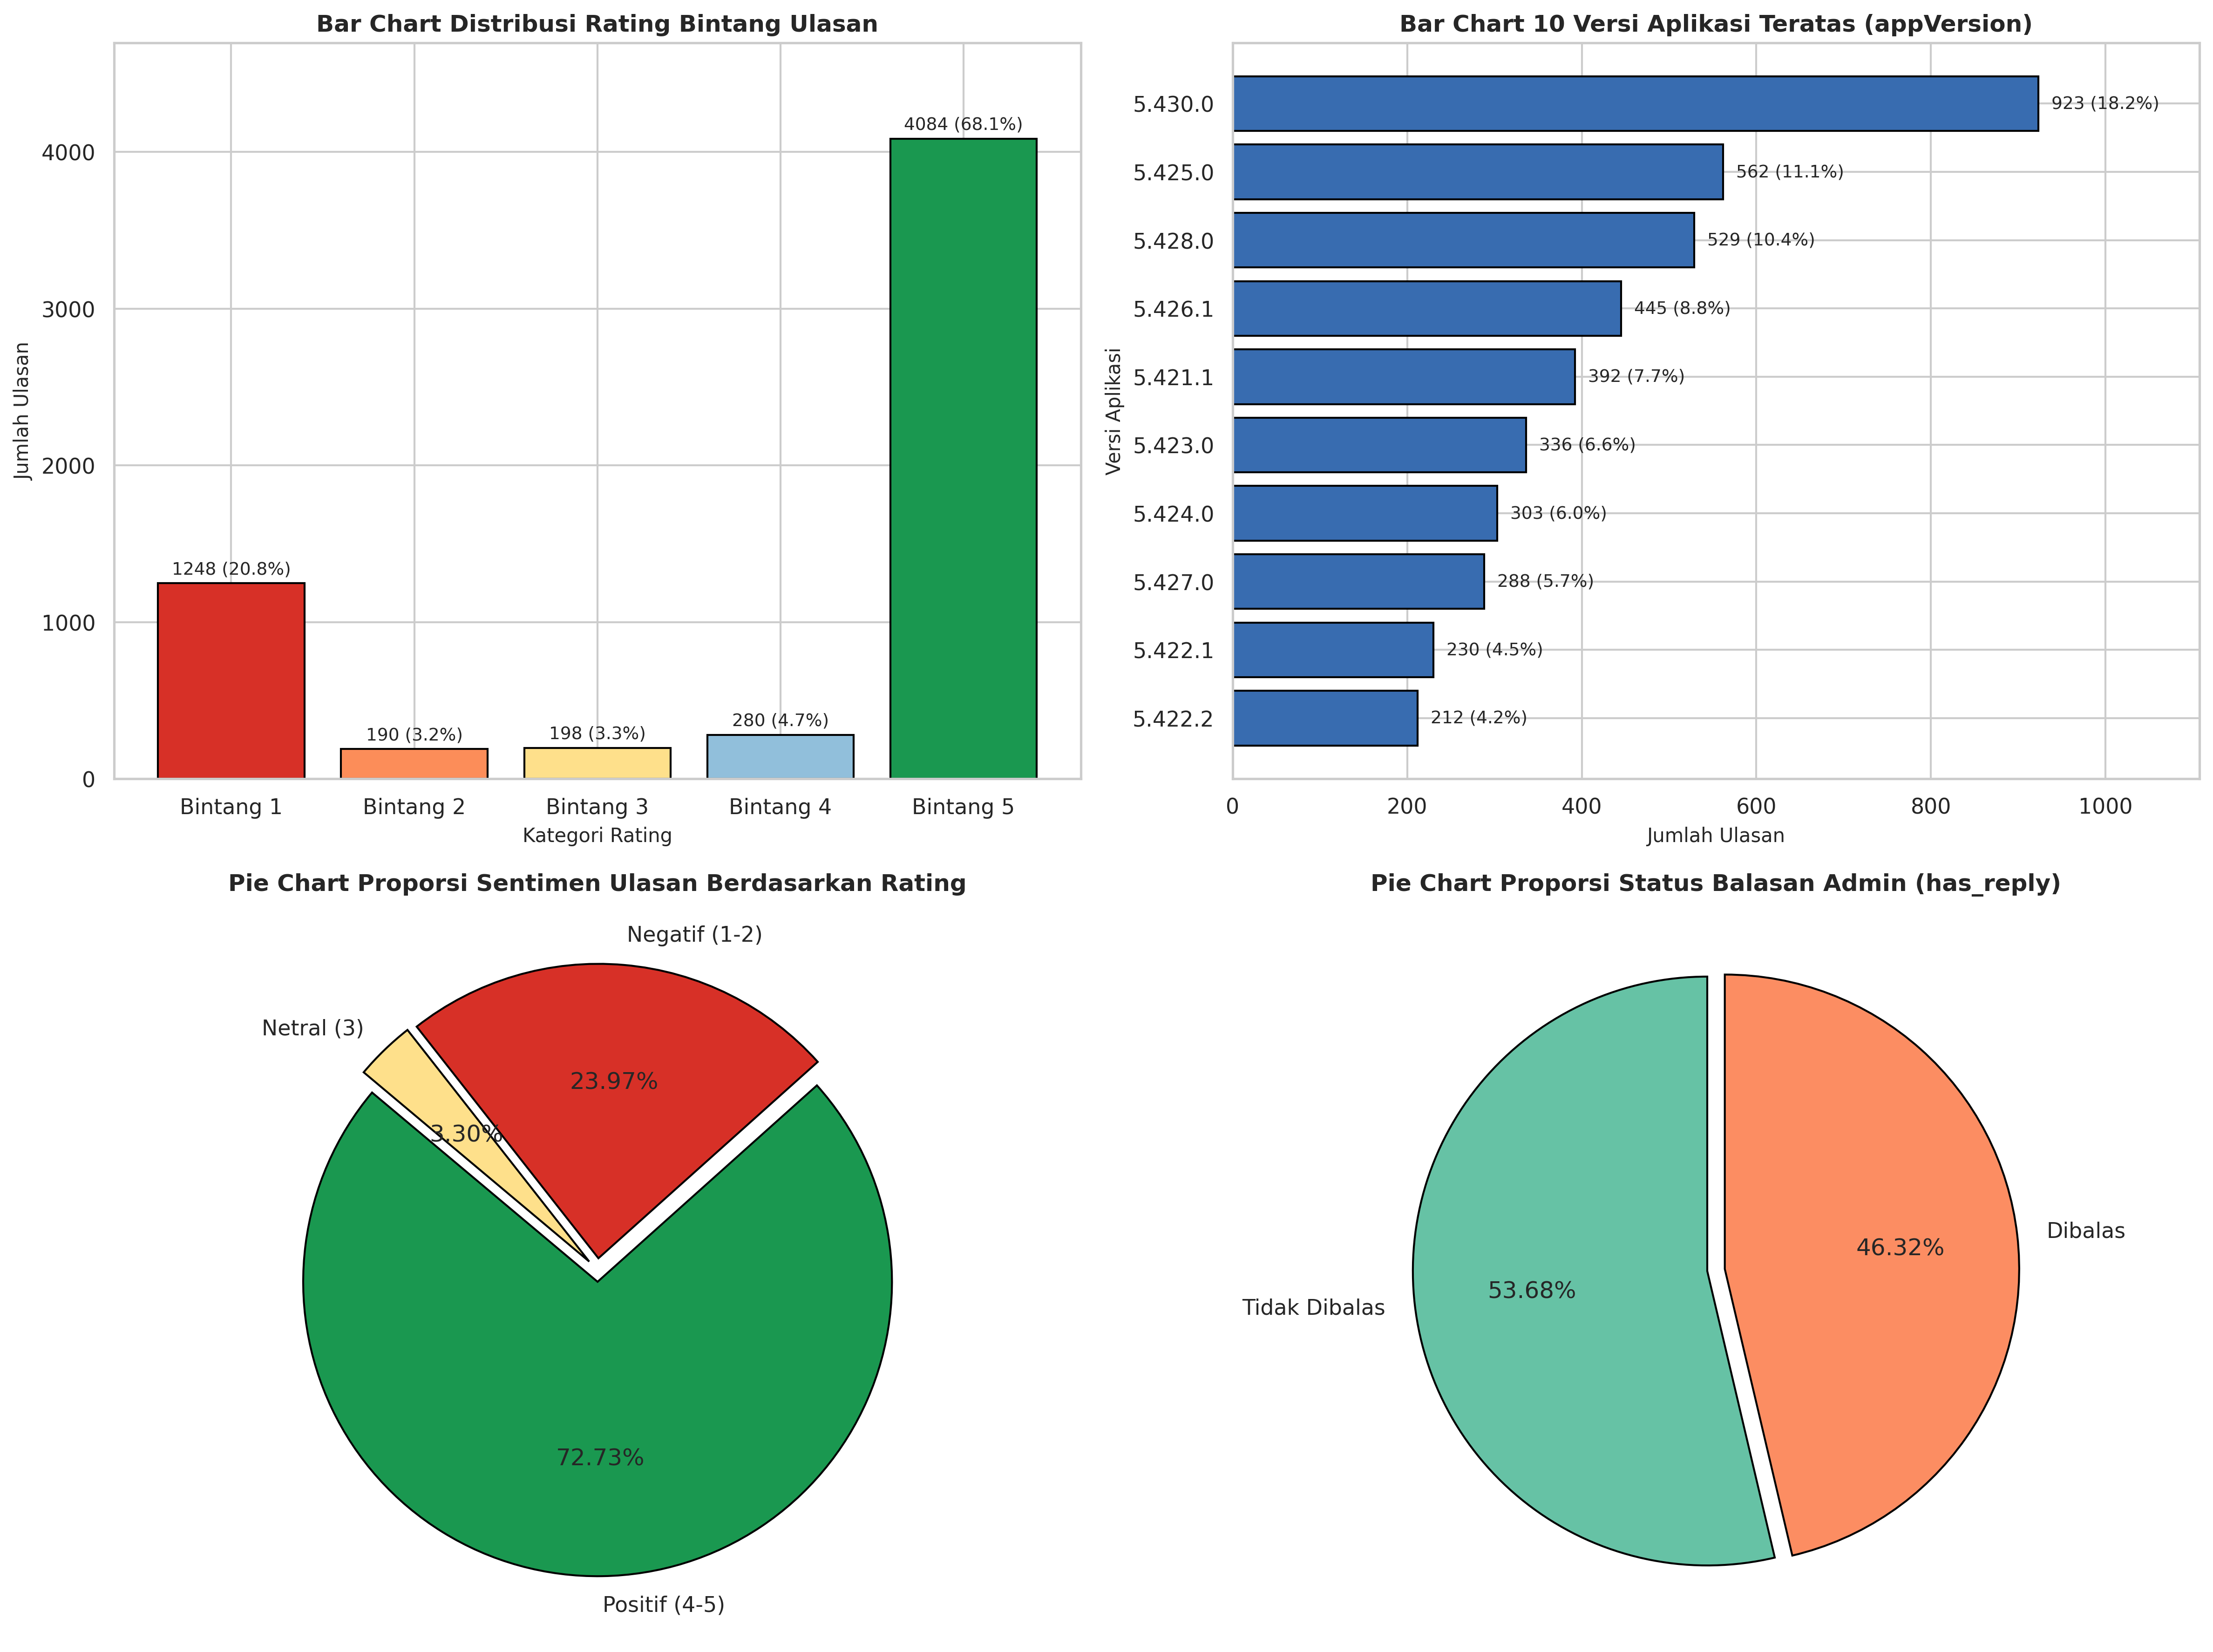 Bar Chart Distribusi Rating Bintang Ulasan
Jumlah Ulasan
4000
3000
2000
1000
0
1248 (20.8%)
190 (3.2%)
198 (3.3%)
280 (4.7%)
4084 (68.1%)
Bintang 1
Bintang 2
Bintang 3
Bintang 4
Bintang 5
Kategori Rating
Bar Chart 10 Versi Aplikasi Teratas (appVersion)
Versi Aplikasi
5.430.0
923 (18.2%)
5.425.0
562 (11.1%)
5.428.0
529 (10.4%)
5.426.1
445 (8.8%)
5.421.1
392 (7.7%)
5.423.0
336 (6.6%)
5.424.0
303 (6.0%)
5.427.0
288 (5.7%)
5.422.1
230 (4.5%)
5.422.2
212 (4.2%)
0
200
400
600
800
1000
Jumlah Ulasan
Pie Chart Proporsi Sentimen Ulasan Berdasarkan Rating
Negatif (1-2)
Netral (3)
23.97%
3.30%
72.73%
Positif (4-5)
Pie Chart Proporsi Status Balasan Admin (has_reply)
Dibalas
46.32%
53.68%
Tidak Dibalas